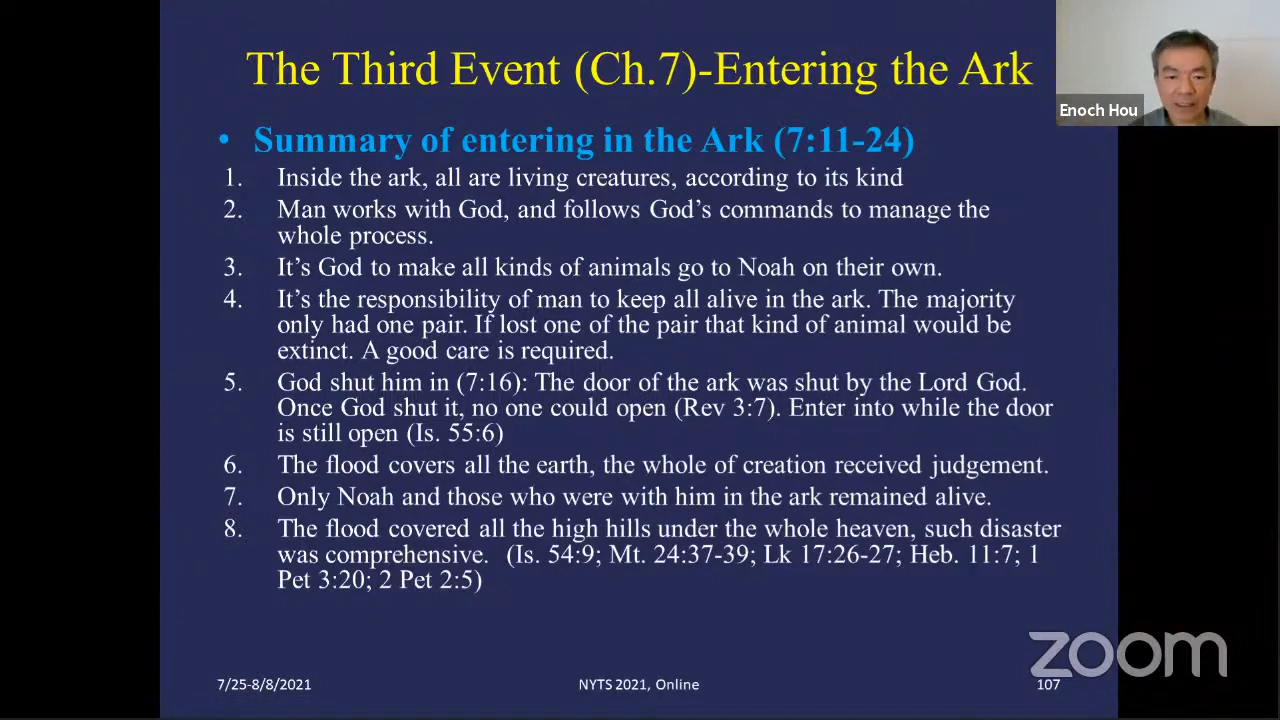 The Third Event (Ch.7)-Entering the Ark
Enoch Hou
• Summary of entering in the Ark (7:11-24)
1. Inside the ark, all are living creatures, according to its kind
2. Man works with God, and follows God’s commands to manage the
whole process.
3. It’s God to make all kinds of animals go to Noah on their own.
4. It’s the responsibility of man to keep all alive in the ark. The majority
only had one pair. If lost one of the pair that kind of animal would be
extinct. A good care is required.
5. God shut him in (7:16): The door of the ark was shut by the Lord God.
Once God shut it, no one could open (Rev 3:7). Enter into while the door
is still open (Is. 55:6)
6. The flood covers all the earth, the whole of creation received judgement.
7. Only Noah and those who were with him in the ark remained alive.
8. The flood covered all the high hills under the whole heaven, such disaster
was comprehensive. (Is. 54:9; Mt. 24:37-39; Lk 17:26-27; Heb. 11:7; 1
Pet 3:20; 2 Pet 2:5)
zoom
7/25-8/8/2021 NYTS 2021, Online 107